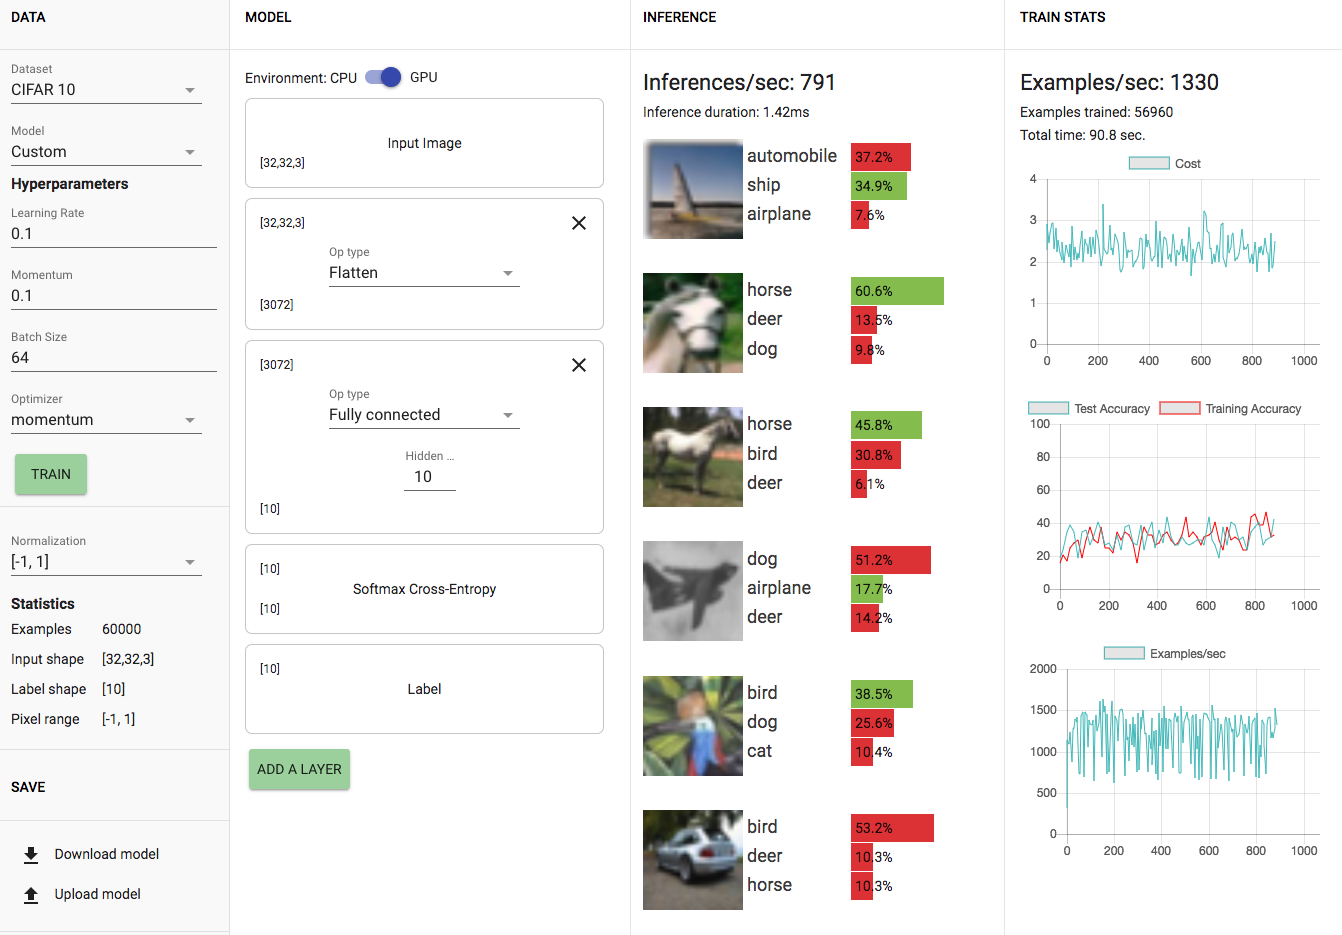 DATA
Dataset
CIFAR 10
Model
Custom
Hyperparameters
Learning Rate
0.1
Momentum
0.1
Batch Size
64
Optimizer
momentum
TRAIN
Normalization
[-1, 1]
Statistics
Examples 60000
Input shape [32,32,3]
Label shape [10]
Pixel range [-1, 1]
SAVE
Download model
Upload model
MODEL
Environment: CPU GPU
Input Image
[32,32,3]
[32,32,3]
Op type
Flatten
[3072]
[3072]
Op type
Fully connected
Hidden ...
10
[10]
[10]
Softmax Cross-Entropy
[10]
[10]
Label
ADD A LAYER
INFERENCE
Inferences/sec: 791
Inference duration: 1.42ms
automobile 37.2%
ship 34.9%
airplane 7.6%
horse 60.6%
deer 13.5%
dog 9.8%
horse 45.8%
bird 30.8%
deer 6.1%
dog 51.2%
airplane 17.7%
deer 14.2%
bird 38.5%
dog 25.6%
cat 10.4%
bird 53.2%
deer 10.3%
horse 10.3%
TRAIN STATS
Examples/sec: 1330
Examples trained: 56960
Total time: 90.8 sec.
Cost
4
3
2
1
0
0 200 400 600 800 1000
Test Accuracy Training Accuracy
100
80
60
40
20
0
0 200 400 600 800 1000
Examples/sec
2000
1500
1000
500
0
0 200 400 600 800 1000